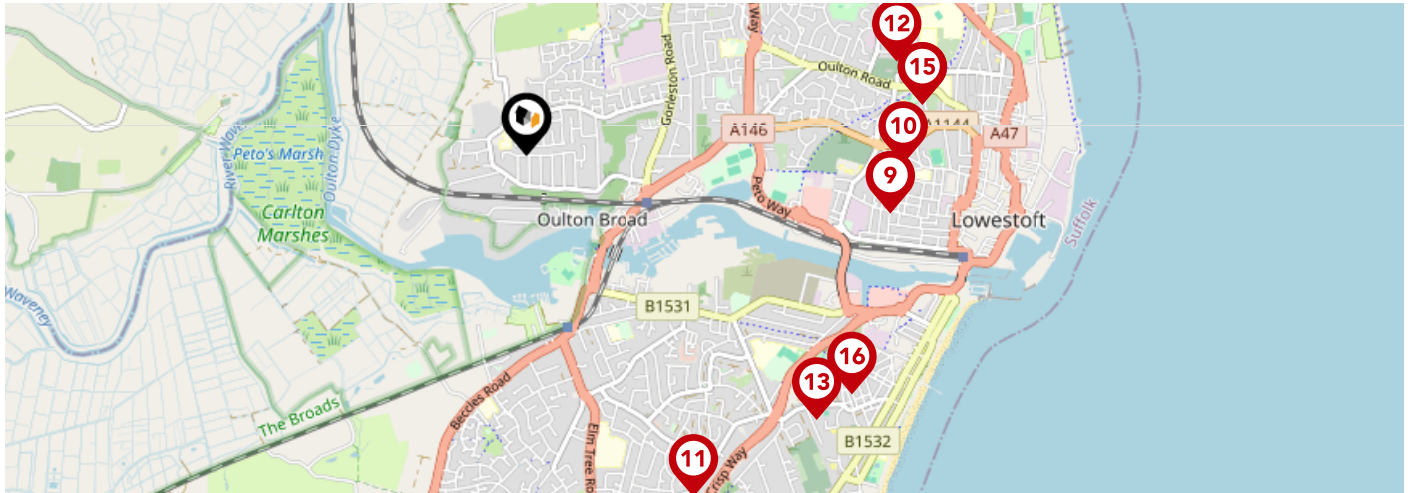 12
15
Way
Gorleston Road
Oulton Road
10
A1144
A146
A47
Peto's Marsh
River Wave
Oulton Dyke
9
Peto Way
Carlton
Marshes
Oulton Broad
Lowestoft
Suffolk
Waveney
B1531
16
13
Beccles Road
The Broads
Elm Tree Ro
B1532
11
Crisp Way